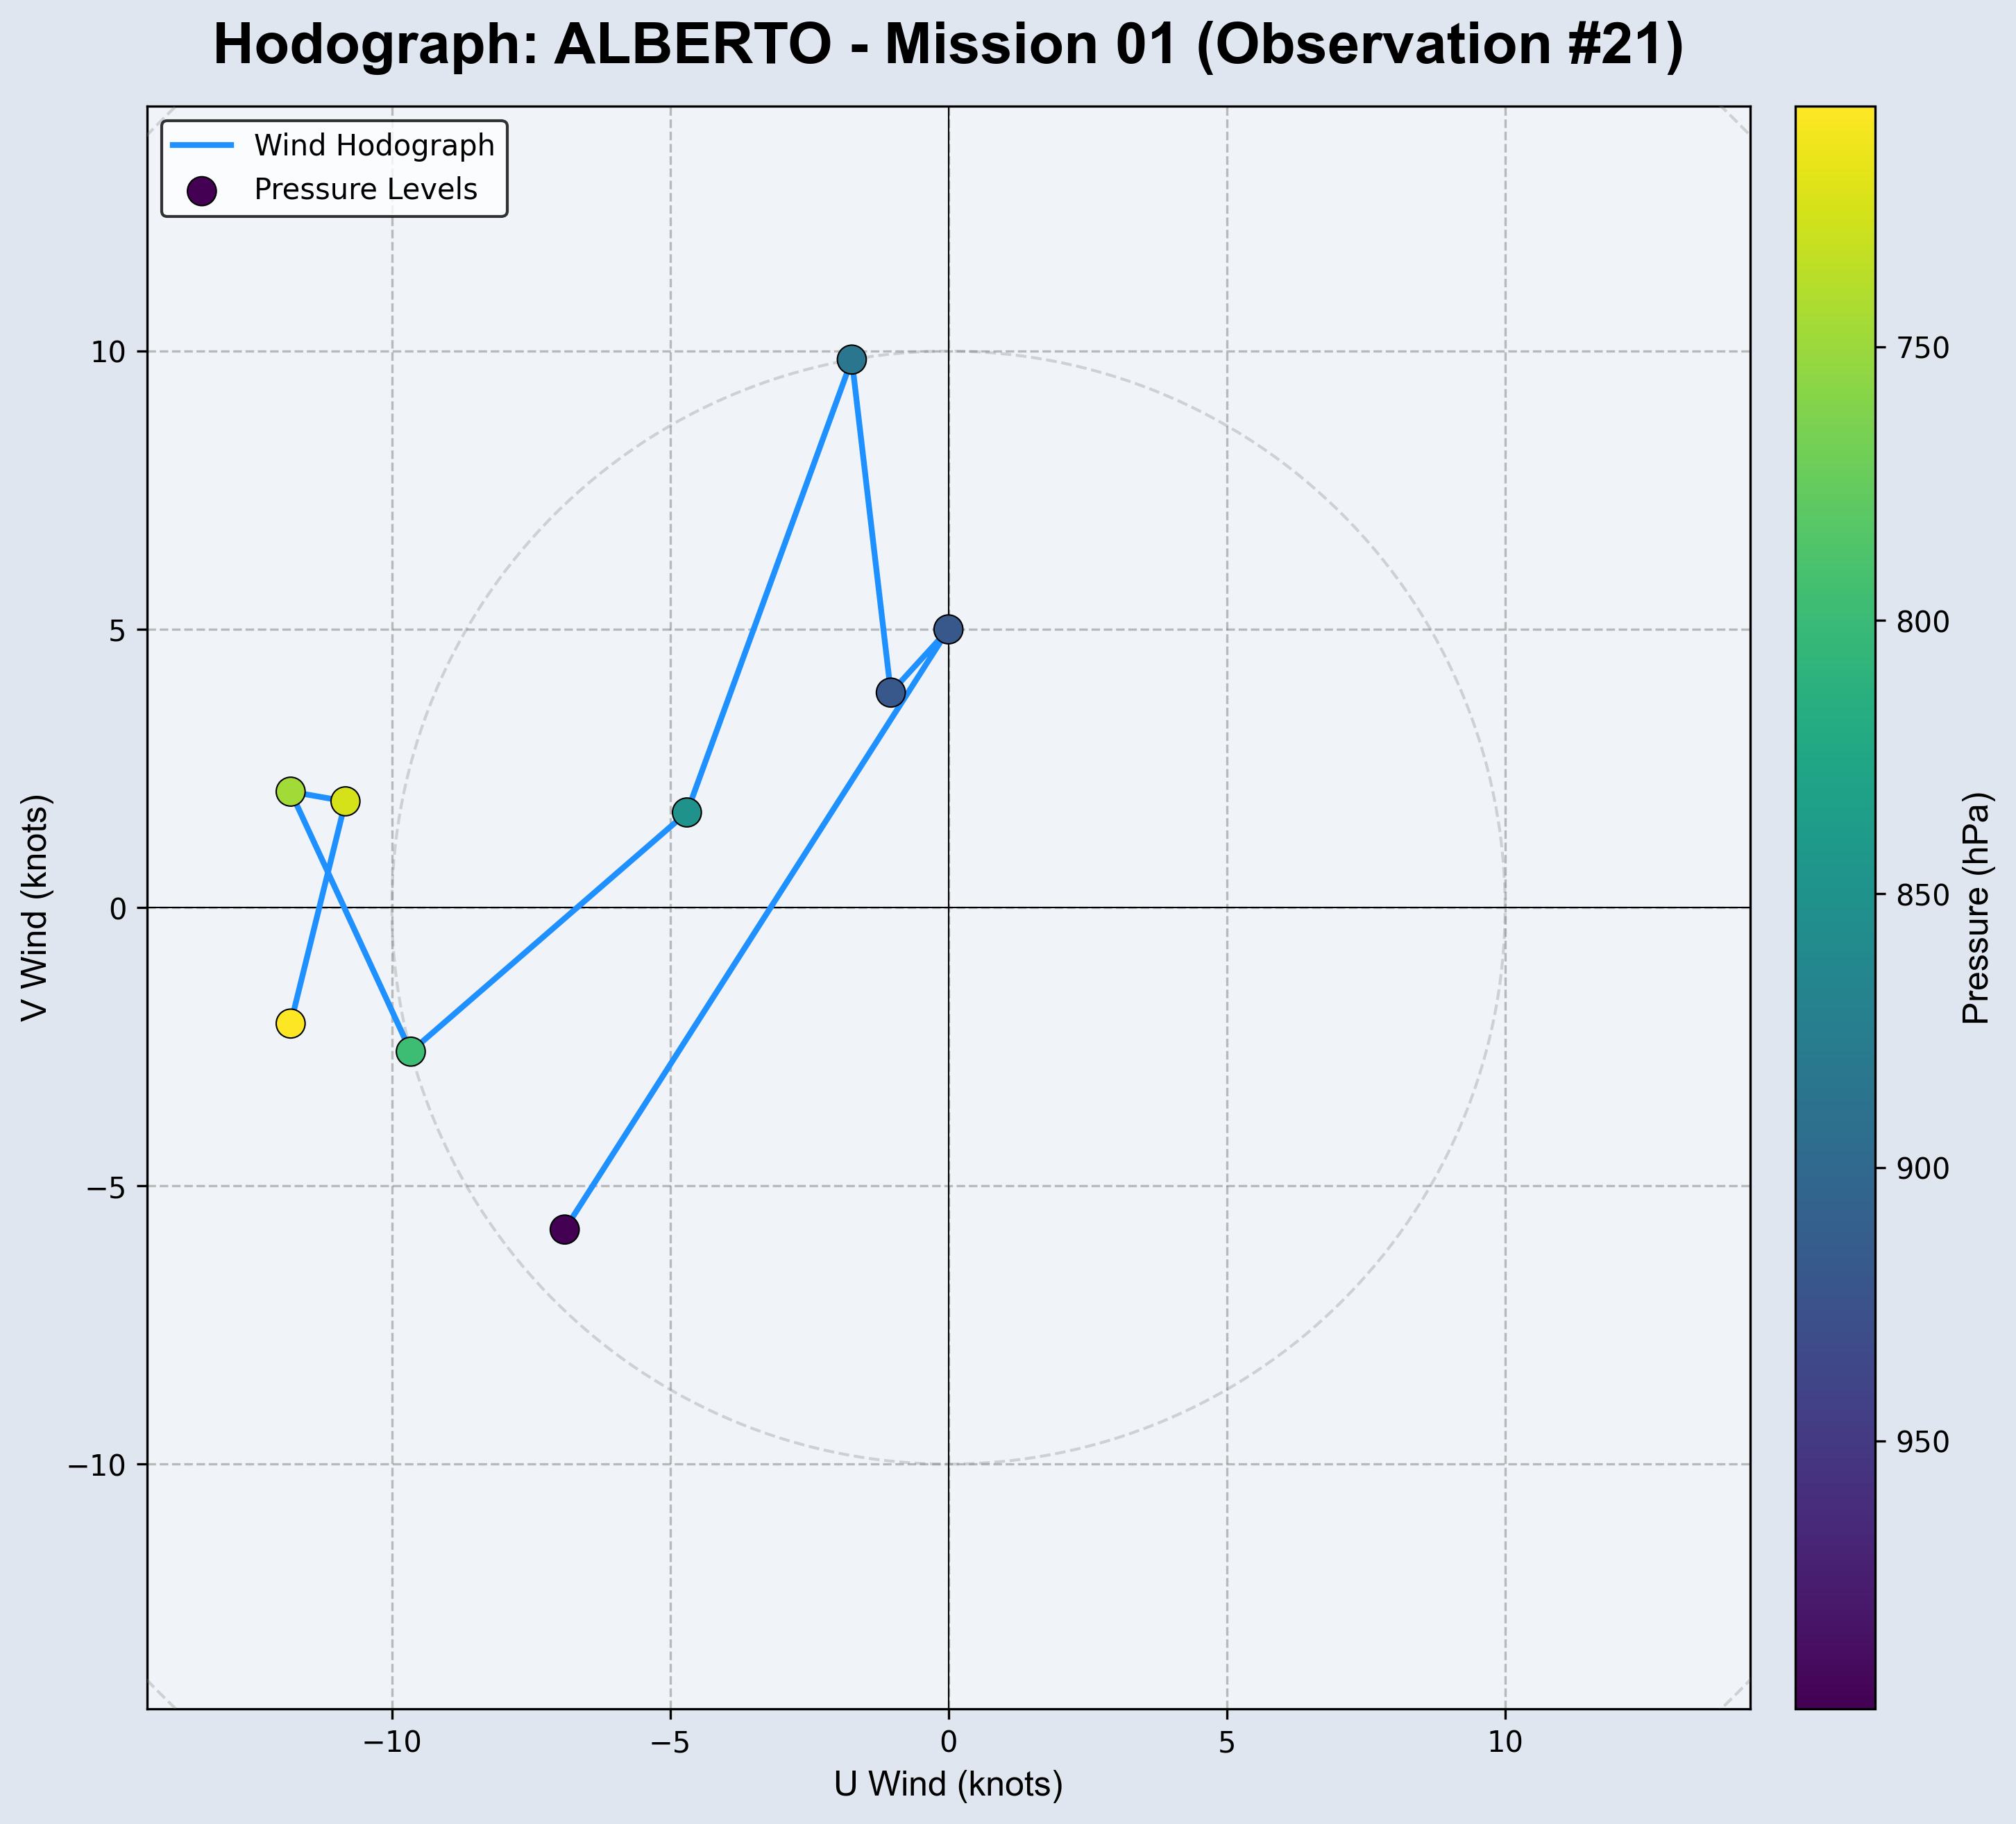 Hodograph: ALBERTO - Mission 01 (Observation #21)
Wind Hodograph
Pressure Levels
10
5
0
−5
−10
V Wind (knots)
−10
−5
0
5
10
U Wind (knots)
750
800
850
900
950
Pressure (hPa)